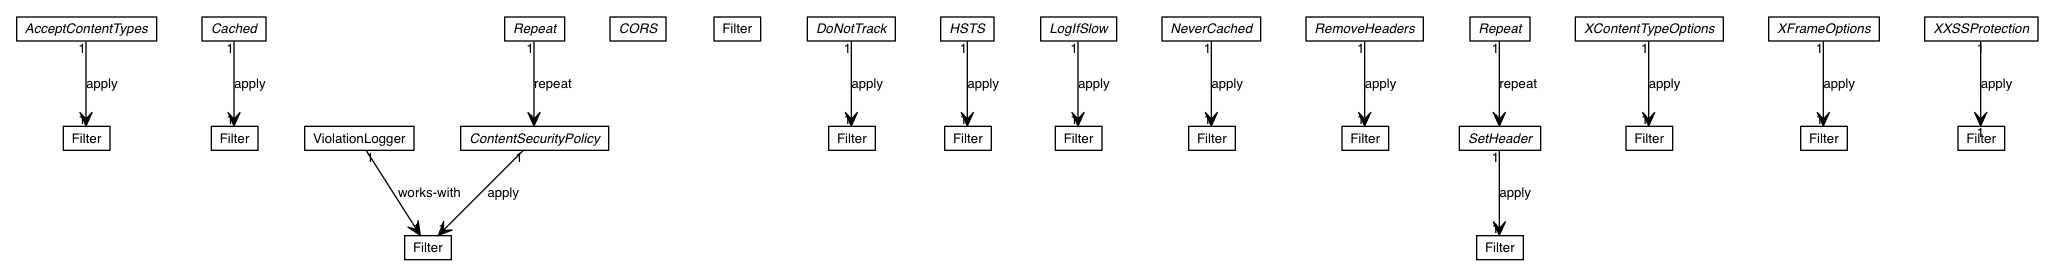 AcceptContentTypes
Cached
Repeat
CORS
Filter
DoNotTrack
HSTS
LogIfSlow
NeverCached
RemoveHeaders
Repeat
XContentTypeOptions
XFrameOptions
XXSSProtection
1
1
1
1
1
1
1
1
1
1
1
1
apply
apply
repeat
apply
apply
apply
apply
apply
repeat
apply
apply
apply
1
1
1
1
1
1
1
1
1
1
Filter
Filter
ViolationLogger
ContentSecurityPolicy
Filter
Filter
Filter
Filter
Filter
SetHeader
Filter
Filter
Filter
1
1
1
works-with
apply
apply
1
1
Filter
Filter